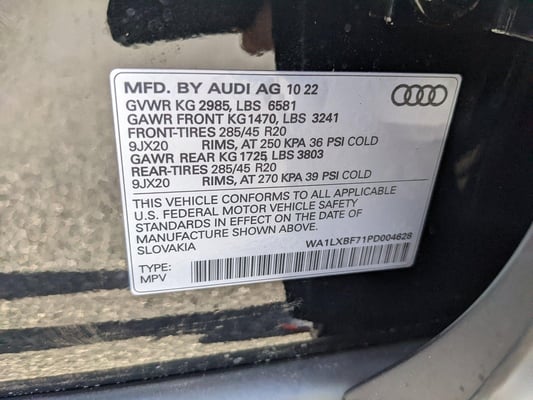 MFD. BY AUDI AG 10 22
GVWR KG 2985, LBS 6581
GAWR FRONT KG 1470, LBS 3241
FRONT-TIRES 285/45 R20
9JX20 RIMS, AT 250 KPA 36 PSI COLD
GAWR REAR KG 1725 LBS 3803
REAR-TIRES 285/45 R20
9JX20 RIMS, AT 270 KPA 39 PSI COLD
THIS VEHICLE CONFORMS TO ALL APPLICABLE
U.S. FEDERAL MOTOR VEHICLE SAFETY
STANDARDS IN EFFECT ON THE DATE OF
MANUFACTURE SHOWN ABOVE.
SLOVAKIA WA1LXBF71PD004628
TYPE:
MPV